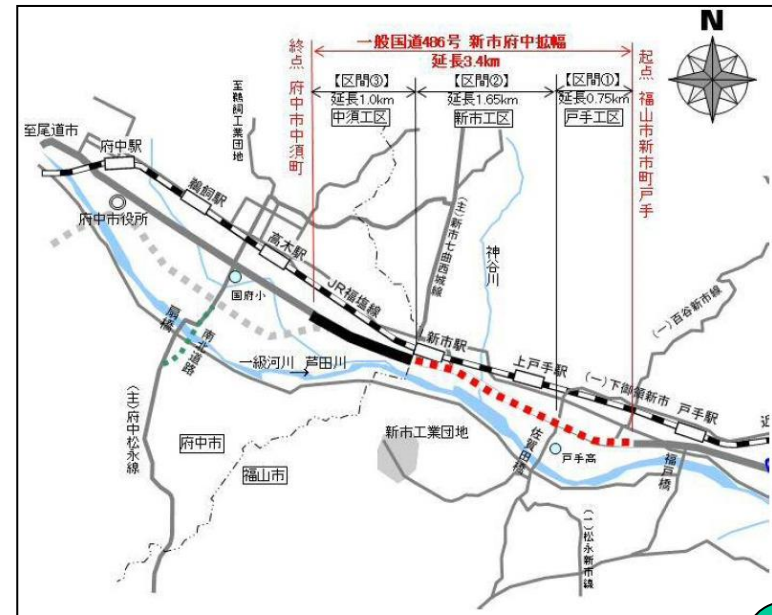 N
一般国道486号 新市府中拡幅
延長3.4km
終点 府中市中須町
起点 福山市新市町戸手
【区間③】
延長1.0km
中須工区
【区間②】
延長1.65km
新市工区
【区間①】
延長0.75km
戸手工区
至鵜飼工業団地
至尾道市
府中駅
鵜飼駅
府中市役所
高木駅
国府小
JR福塩線
(主)新市七曲西城線
神谷川
(一)百谷新市線
新市駅
上戸手駅
(一)下御領新市
戸手駅
近
扇橋
南北道路
一級河川 芦田川
→
(主)府中松永線
府中市
福山市
新市工業団地
佐賀田橋
戸手高
福戸橋
(一)松永新市線